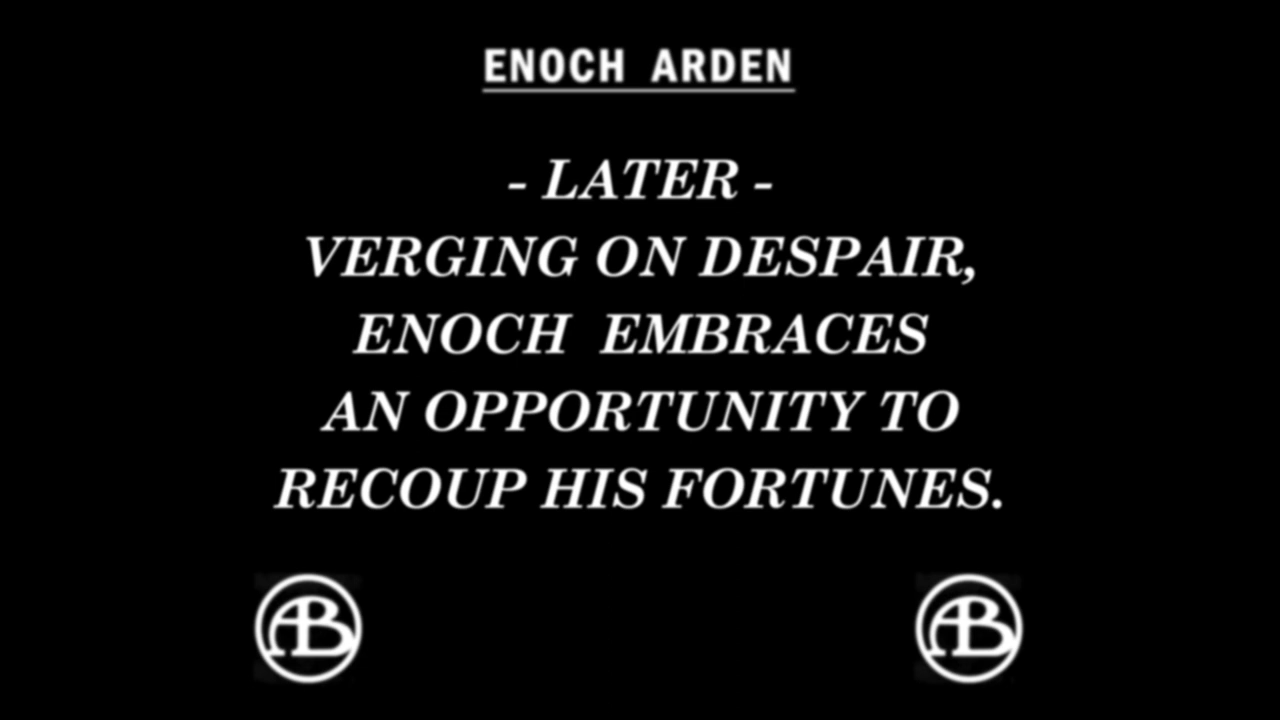 ENOCH ARDEN
- LATER -
VERGING ON DESPAIR,
ENOCH EMBRACES
AN OPPORTUNITY TO
RECOUP HIS FORTUNES.
AB AB